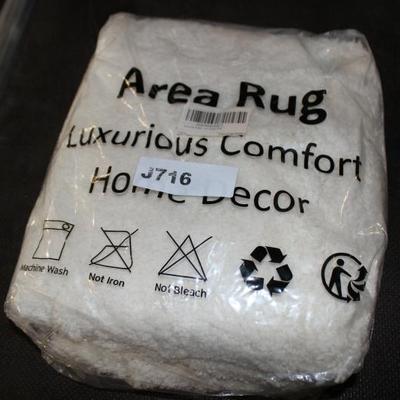 Area Rug
Luxurious Comfort
J716
Home Decor
Machine Wash
Not Iron
Not Bleach